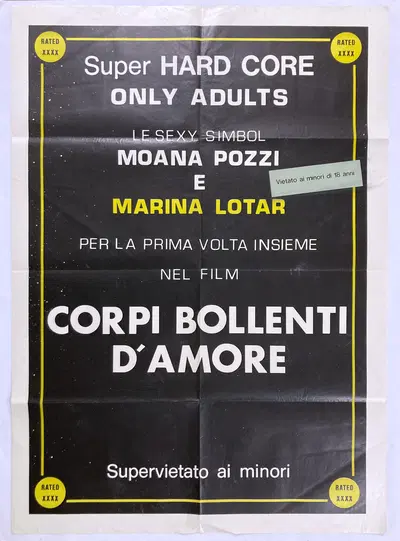 RATED
XXXX
RATED
XXXX
Super HARD CORE
ONLY ADULTS
LE SEXY SIMBOL
MOANA POZZI
E
Vietato ai minori di 18 anni
MARINA LOTAR
PER LA PRIMA VOLTA INSIEME
NEL FILM
CORPI BOLLENTI
D'AMORE
Supervietato ai minori
RATED
XXXX
RATED
XXXX